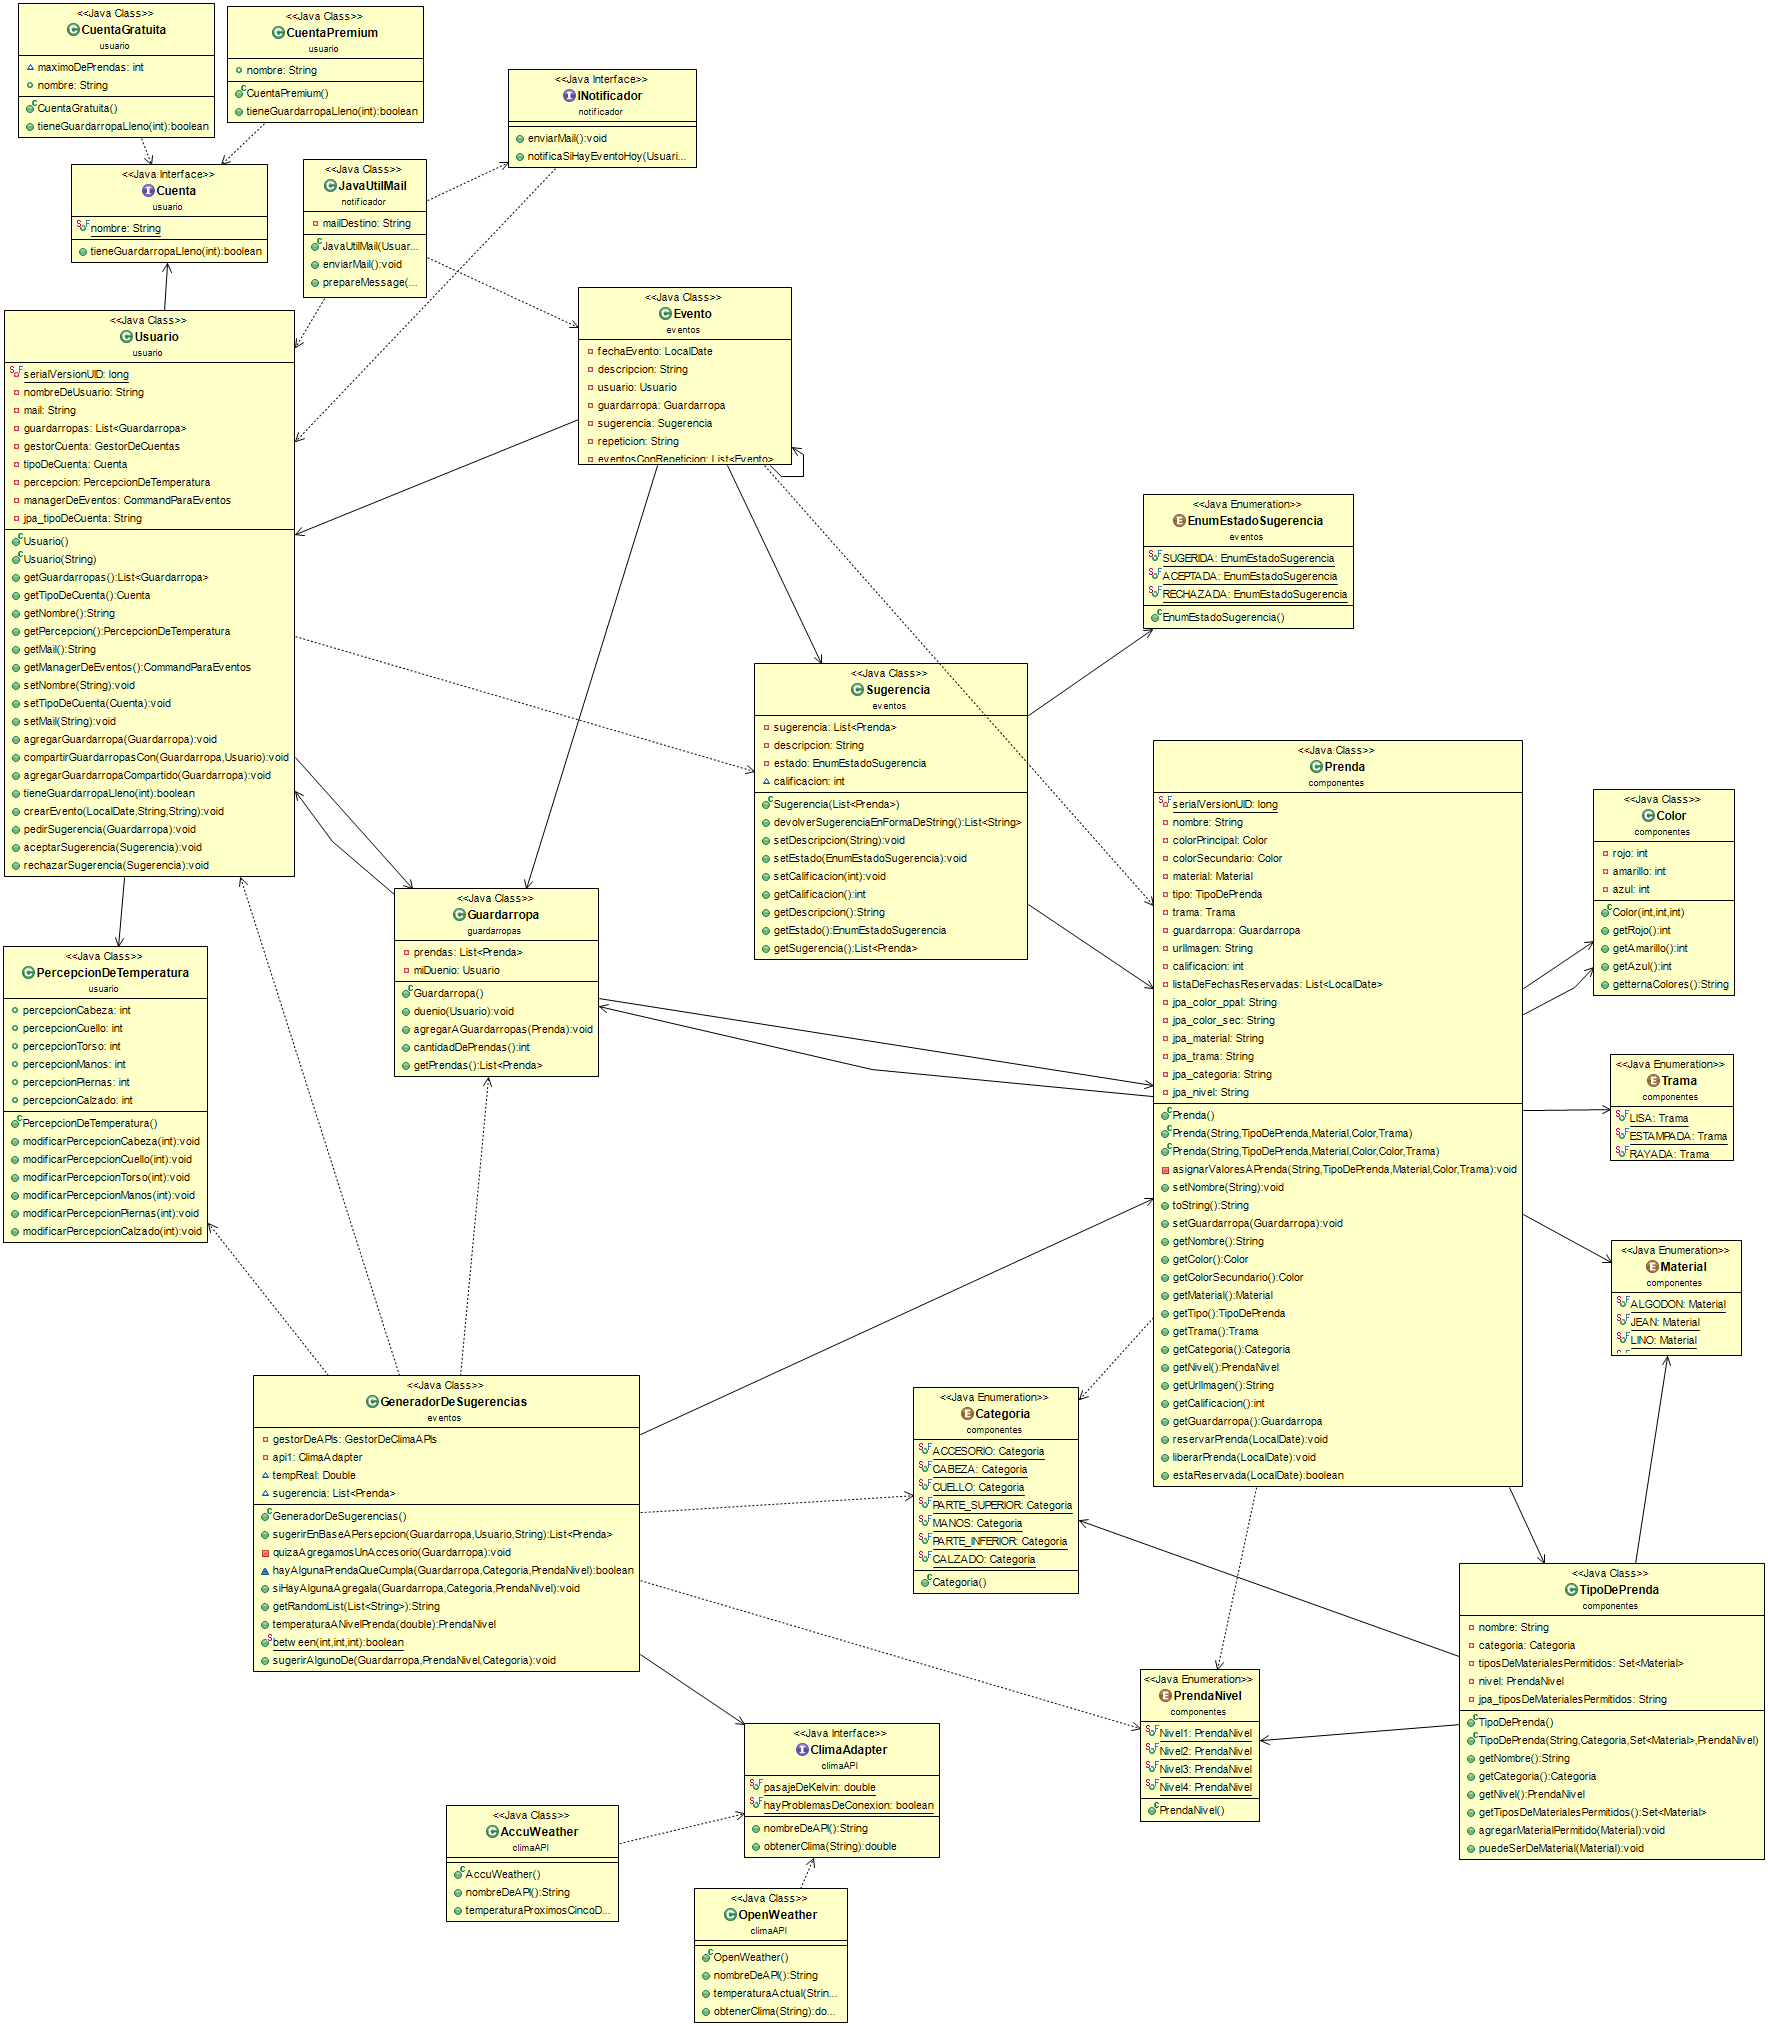 <<Java Class>>
CuentaGratuita
usuario
maximoDePrendas: int
nombre: String
CuentaGratuita()
tieneGuardarropaLleno(int):boolean
<<Java Class>>
CuentaPremium
usuario
nombre: String
CuentaPremium()
tieneGuardarropaLleno(int):boolean
<<Java Interface>>
INotificador
notificador
enviarMail():void
notificaSiHayEventoHoy(Usuari...
<<Java Interface>>
Cuenta
usuario
nombre: String
tieneGuardarropaLleno(int):boolean
<<Java Class>>
JavaUtilMail
notificador
mailDestino: String
JavaUtilMail(Usuar...
enviarMail():void
prepareMessage(...
<<Java Class>>
Usuario
usuario
serialVersionUID: long
nombreDeUsuario: String
mail: String
guardarropas: List<Guardarropa>
gestorCuenta: GestorDeCuentas
tipoDeCuenta: Cuenta
percepcion: PercepcionDeTemperatura
managerDeEventos: CommandParaEventos
jpa_tipoDeCuenta: String
Usuario()
Usuario(String)
getGuardarropas():List<Guardarropa>
getTipoDeCuenta():Cuenta
getNombre():String
getPercepcion():PercepcionDeTemperatura
getMail():String
getManagerDeEventos():CommandParaEventos
setNombre(String):void
setTipoDeCuenta(Cuenta):void
setMail(String):void
agregarGuardarropa(Guardarropa):void
compartirGuardarropasCon(Guardarropa,Usuario):void
agregarGuardarropaCompartido(Guardarropa):void
tieneGuardarropaLleno(int):boolean
crearEvento(LocalDate,String,String):void
pedirSugerencia(Guardarropa):void
aceptarSugerencia(Sugerencia):void
rechazarSugerencia(Sugerencia):void
<<Java Class>>
Evento
eventos
fechaEvento: LocalDate
descripcion: String
usuario: Usuario
guardarropa: Guardarropa
sugerencia: Sugerencia
repeticion: String
eventosConRepeticion: List<Evento>
<<Java Enumeration>>
EnumEstadoSugerencia
eventos
SUGERIDA: EnumEstadoSugerencia
ACEPTADA: EnumEstadoSugerencia
RECHAZADA: EnumEstadoSugerencia
EnumEstadoSugerencia()
<<Java Class>>
Sugerencia
eventos
sugerencia: List<Prenda>
descripcion: String
estado: EnumEstadoSugerencia
calificacion: int
Sugerencia(List<Prenda>)
devolverSugerenciaEnFormaDeString():List<String>
setDescripcion(String):void
setEstado(EnumEstadoSugerencia):void
setCalificacion(int):void
getCalificacion():int
getDescripcion():String
getEstado():EnumEstadoSugerencia
getSugerencia():List<Prenda>
<<Java Class>>
Prenda
componentes
serialVersionUID: long
nombre: String
colorPrincipal: Color
colorSecundario: Color
material: Material
tipo: TipoDePrenda
trama: Trama
guardarropa: Guardarropa
urlImagen: String
calificacion: int
listaDeFechasReservadas: List<LocalDate>
jpa_color_ppal: String
jpa_color_sec: String
jpa_material: String
jpa_trama: String
jpa_categoria: String
jpa_nivel: String
Prenda()
Prenda(String,TipoDePrenda,Material,Color,Trama)
Prenda(String,TipoDePrenda,Material,Color,Color,Trama)
asignarValoresAPrenda(String,TipoDePrenda,Material,Color,Trama):void
setNombre(String):void
toString():String
setGuardarropa(Guardarropa):void
getNombre():String
getColor():Color
getColorSecundario():Color
getMaterial():Material
getTipo():TipoDePrenda
getTrama():Trama
getCategoria():Categoria
getNivel():PrendaNivel
getUrlImagen():String
getCalificacion():int
getGuardarropa():Guardarropa
reservarPrenda(LocalDate):void
liberarPrenda(LocalDate):void
estaReservada(LocalDate):boolean
<<Java Class>>
Color
componentes
rojo: int
amarillo: int
azul: int
Color(int,int,int)
getRojo():int
getAmarillo():int
getAzul():int
getternaColores():String
<<Java Class>>
Guardarropa
guardarropas
prendas: List<Prenda>
miDuenio: Usuario
Guardarropa()
duenio(Usuario):void
agregarAGuardarropas(Prenda):void
cantidadDePrendas():int
getPrendas():List<Prenda>
<<Java Class>>
PercepcionDeTemperatura
usuario
percepcionCabeza: int
percepcionCuello: int
percepcionTorso: int
percepcionManos: int
percepcionPiernas: int
percepcionCalzado: int
PercepcionDeTemperatura()
modificarPercepcionCabeza(int):void
modificarPercepcionCuello(int):void
modificarPercepcionTorso(int):void
modificarPercepcionManos(int):void
modificarPercepcionPiernas(int):void
modificarPercepcionCalzado(int):void
<<Java Enumeration>>
Trama
componentes
LISA: Trama
ESTAMPADA: Trama
RAYADA: Trama
<<Java Enumeration>>
Material
componentes
ALGODON: Material
JEAN: Material
LINO: Material
<<Java Class>>
GeneradorDeSugerencias
eventos
gestorDeAPIs: GestorDeClimaAPIs
api1: ClimaAdapter
tempReal: Double
sugerencia: List<Prenda>
GeneradorDeSugerencias()
sugerirEnBaseAPersepcion(Guardarropa,Usuario,String):List<Prenda>
quizaAgregamosUnAccesorio(Guardarropa):void
hayAlgunaPrendaQueCumpla(Guardarropa,Categoria,PrendaNivel):boolean
siHayAlgunaAgregala(Guardarropa,Categoria,PrendaNivel):void
getRandomList(List<String>):String
temperaturaANivelPrenda(double):PrendaNivel
between(int,int,int):boolean
sugerirAlgunoDe(Guardarropa,PrendaNivel,Categoria):void
<<Java Enumeration>>
Categoria
componentes
ACCESORIO: Categoria
CABEZA: Categoria
CUELLO: Categoria
PARTE_SUPERIOR: Categoria
MANOS: Categoria
PARTE_INFERIOR: Categoria
CALZADO: Categoria
Categoria()
<<Java Class>>
TipoDePrenda
componentes
nombre: String
categoria: Categoria
tiposDeMaterialesPermitidos: Set<Material>
nivel: PrendaNivel
jpa_tiposDeMaterialesPermitidos: String
TipoDePrenda()
TipoDePrenda(String,Categoria,Set<Material>,PrendaNivel)
getNombre():String
getCategoria():Categoria
getNivel():PrendaNivel
getTiposDeMaterialesPermitidos():Set<Material>
agregarMaterialPermitido(Material):void
puedeSerDeMaterial(Material):void
<<Java Enumeration>>
PrendaNivel
componentes
Nivel1: PrendaNivel
Nivel2: PrendaNivel
Nivel3: PrendaNivel
Nivel4: PrendaNivel
PrendaNivel()
<<Java Interface>>
ClimaAdapter
climaAPI
pasajeDeKelvin: double
hayProblemasDeConexion: boolean
nombreDeAPI():String
obtenerClima(String):double
<<Java Class>>
AccuWeather
climaAPI
AccuWeather()
nombreDeAPI():String
temperaturaProximosCincoD...
<<Java Class>>
OpenWeather
climaAPI
OpenWeather()
nombreDeAPI():String
temperaturaActual(Strin...
obtenerClima(String):do...